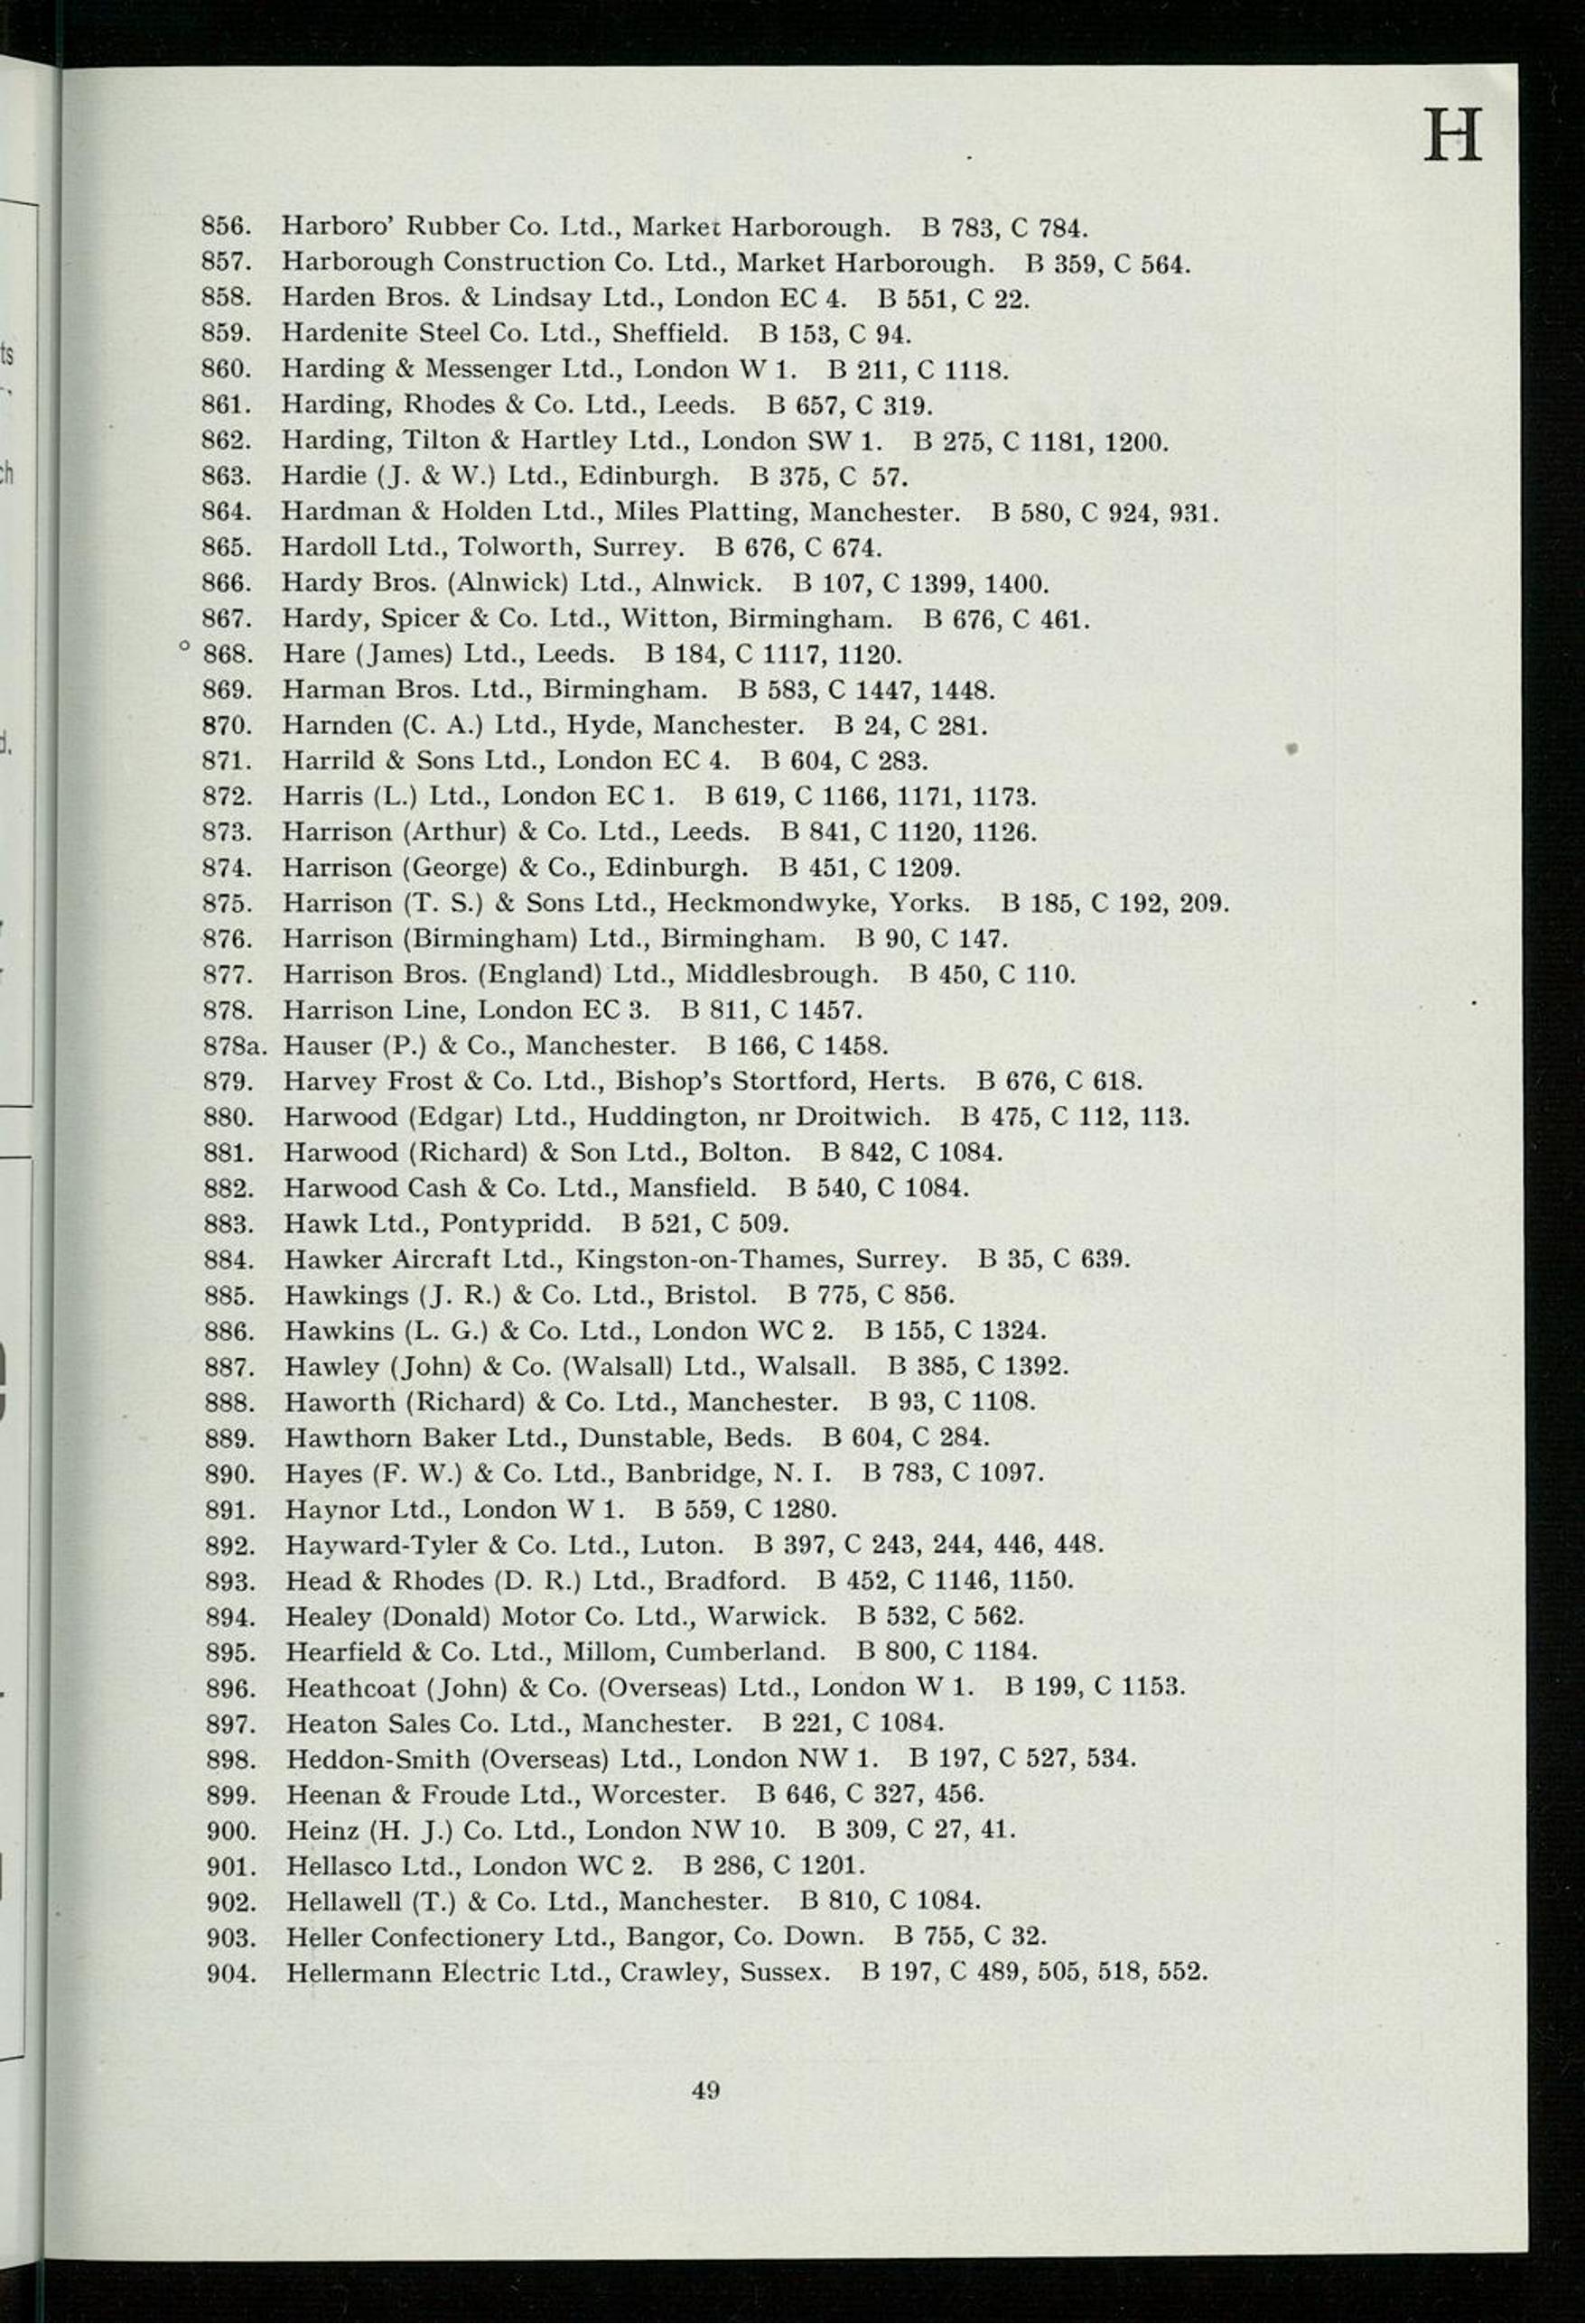 H
856. Harboro' Rubber Co. Ltd., Market Harborough. B 783, C 784.
857. Harborough Construction Co. Ltd., Market Harborough. B 359, C 564.
858. Harden Bros. & Lindsay Ltd., London EC 4. B 551, C 22.
859. Hardenite Steel Co. Ltd., Sheffield. B 153, C 94.
860. Harding & Messenger Ltd., London W 1. B 211, C 1118.
861. Harding, Rhodes & Co. Ltd., Leeds. B 657, C 319.
862. Harding, Tilton & Hartley Ltd., London SW 1. B 275, C 1181, 1200.
863. Hardie (J. & W.) Ltd., Edinburgh. B 375, C 57.
864. Hardman & Holden Ltd., Miles Platting, Manchester. B 580, C 924, 931.
865. Hardoll Ltd., Tolworth, Surrey. B 676, C 674.
866. Hardy Bros. (Alnwick) Ltd., Alnwick. B 107, C 1399, 1400.
867. Hardy, Spicer & Co. Ltd., Witton, Birmingham. B 676, C 461.
° 868. Hare (James) Ltd., Leeds. B 184, C 1117, 1120.
869. Harman Bros. Ltd., Birmingham. B 583, C 1447, 1448.
870. Harnden (C. A.) Ltd., Hyde, Manchester. B 24, C 281.
871. Harrild & Sons Ltd., London EC 4. B 604, C 283.
872. Harris (L.) Ltd., London EC 1. B 619, C 1166, 1171, 1173.
873. Harrison (Arthur) & Co. Ltd., Leeds. B 841, C 1120, 1126.
874. Harrison (George) & Co., Edinburgh. B 451, C 1209.
875. Harrison (T. S.) & Sons Ltd., Heckmondwyke, Yorks. B 185, C 192, 209.
876. Harrison (Birmingham) Ltd., Birmingham. B 90, C 147.
877. Harrison Bros. (England) Ltd., Middlesbrough. B 450, C 110.
878. Harrison Line, London EC 3. B 811, C 1457.
878a. Hauser (P.) & Co., Manchester. B 166, C 1458.
879. Harvey Frost & Co. Ltd., Bishop's Stortford, Herts. B 676, C 618.
880. Harwood (Edgar) Ltd., Huddington, nr Droitwich. B 475, C 112, 113.
881. Harwood (Richard) & Son Ltd., Bolton. B 842, C 1084.
882. Harwood Cash & Co. Ltd., Mansfield. B 540, C 1084.
883. Hawk Ltd., Pontypridd. B 521, C 509.
884. Hawker Aircraft Ltd., Kingston-on-Thames, Surrey. B 35, C 639.
885. Hawkings (J. R.) & Co. Ltd., Bristol. B 775, C 856.
886. Hawkins (L. G.) & Co. Ltd., London WC 2. B 155, C 1324.
887. Hawley (John) & Co. (Walsall) Ltd., Walsall. B 385, C 1392.
888. Haworth (Richard) & Co. Ltd., Manchester. B 93, C 1108.
889. Hawthorn Baker Ltd., Dunstable, Beds. B 604, C 284.
890. Hayes (F. W.) & Co. Ltd., Banbridge, N. I. B 783, C 1097.
891. Haynor Ltd., London W 1. B 559, C 1280.
892. Hayward-Tyler & Co. Ltd., Luton. B 397, C 243, 244, 446, 448.
893. Head & Rhodes (D. R.) Ltd., Bradford. B 452, C 1146, 1150.
894. Healey (Donald) Motor Co. Ltd., Warwick. B 532, C 562.
895. Hearfield & Co. Ltd., Millom, Cumberland. B 800, C 1184.
896. Heathcoat (John) & Co. (Overseas) Ltd., London W 1. B 199, C 1153.
897. Heaton Sales Co. Ltd., Manchester. B 221, C 1084.
898. Heddon-Smith (Overseas) Ltd., London NW 1. B 197, C 527, 534.
899. Heenan & Froude Ltd., Worcester. B 646, C 327, 456.
900. Heinz (H. J.) Co. Ltd., London NW 10. B 309, C 27, 41.
901. Hellasco Ltd., London WC 2. B 286, C 1201.
902. Hellawell (T.) & Co. Ltd., Manchester. B 810, C 1084.
903. Heller Confectionery Ltd., Bangor, Co. Down. B 755, C 32.
904. Hellermann Electric Ltd., Crawley, Sussex. B 197, C 489, 505, 518, 552.
49